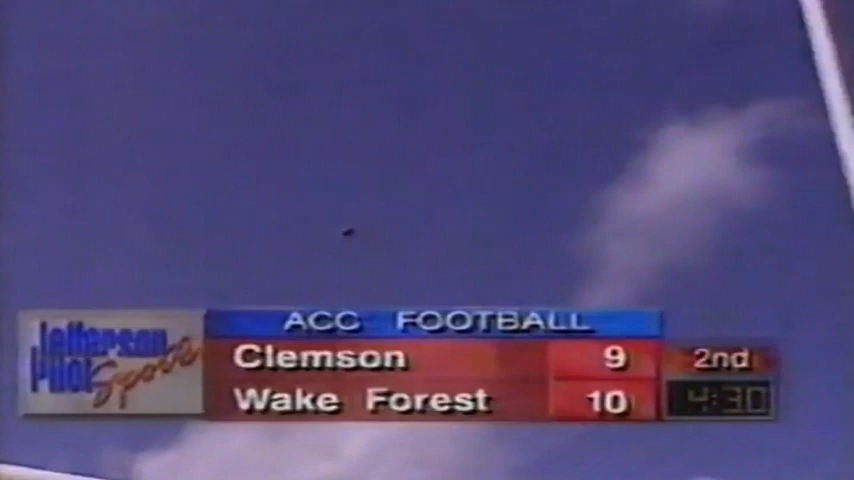 Jefferson
Pilot
Sports
ACC FOOTBALL
Clemson 9 2nd
Wake Forest 10 4:30